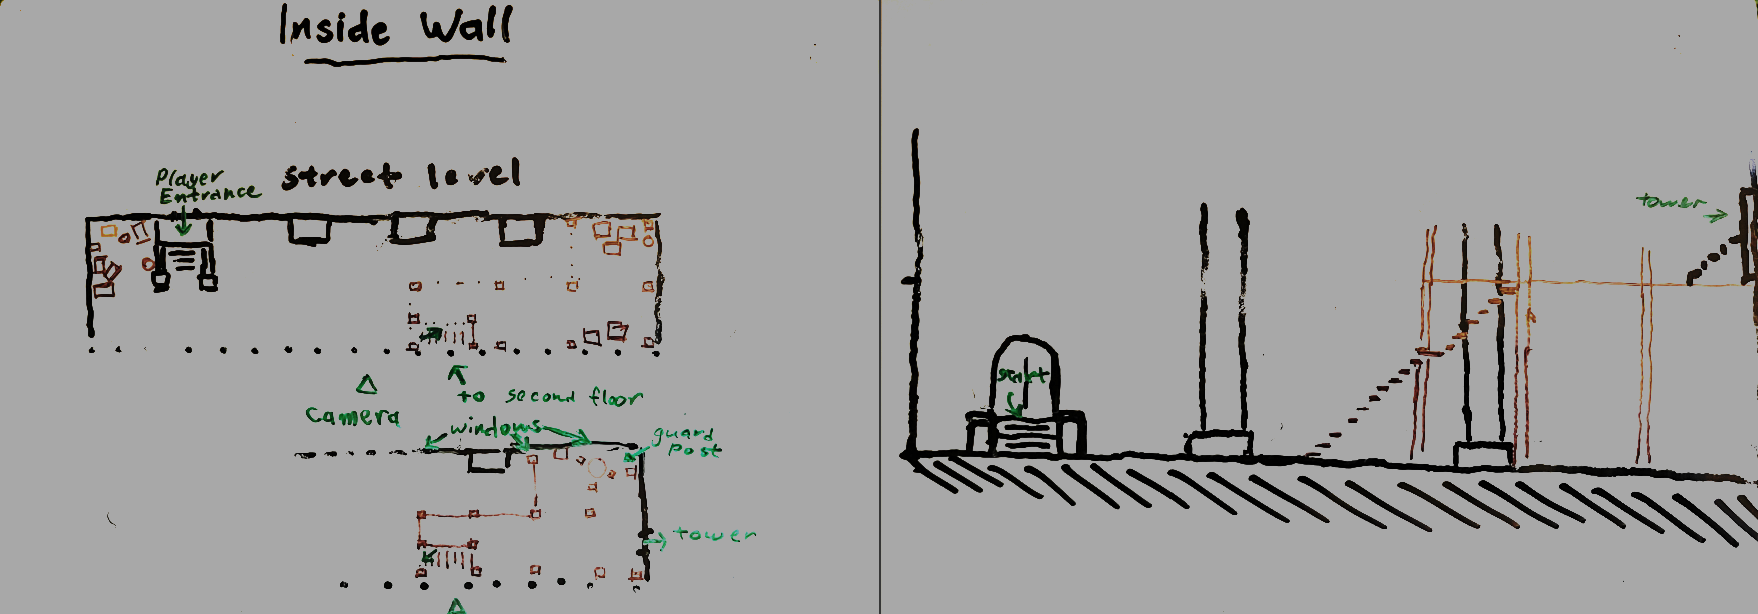 Inside Wall
street level
Player
Entrance
Camera
to second floor
windows
guard
post
tower
start
tower